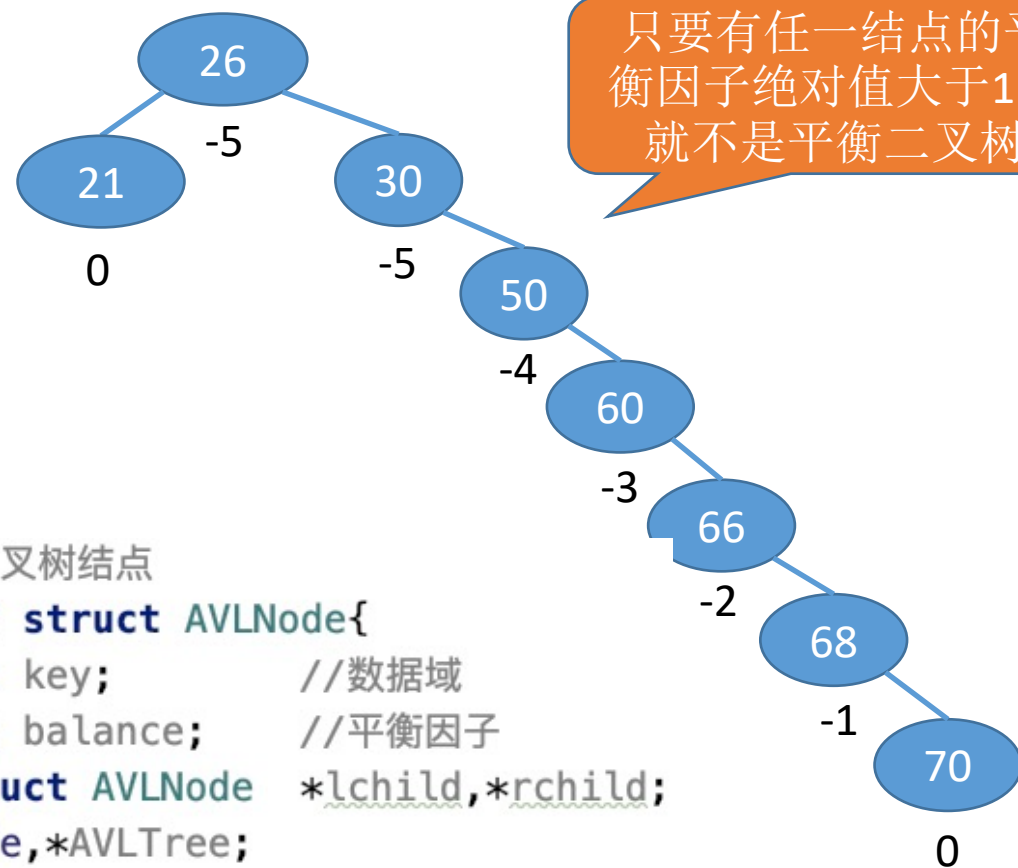 26
只要有任一结点的平
衡因子绝对值大于1
就不是平衡二叉树
-5
21
30
0
-5
50
-4
60
-3
66
-2
68
-1
70
0
叉树结点
struct AVLNode{
key; //数据域
balance; //平衡因子
uct AVLNode *lchild,*rchild;
e,*AVLTree;